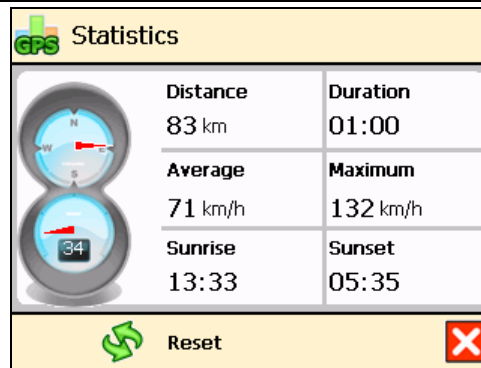 GPS Statistics
Distance Duration
83 km 01:00
Average Maximum
71 km/h 132 km/h
Sunrise Sunset
13:33 05:35
N
W E
S
34
Reset